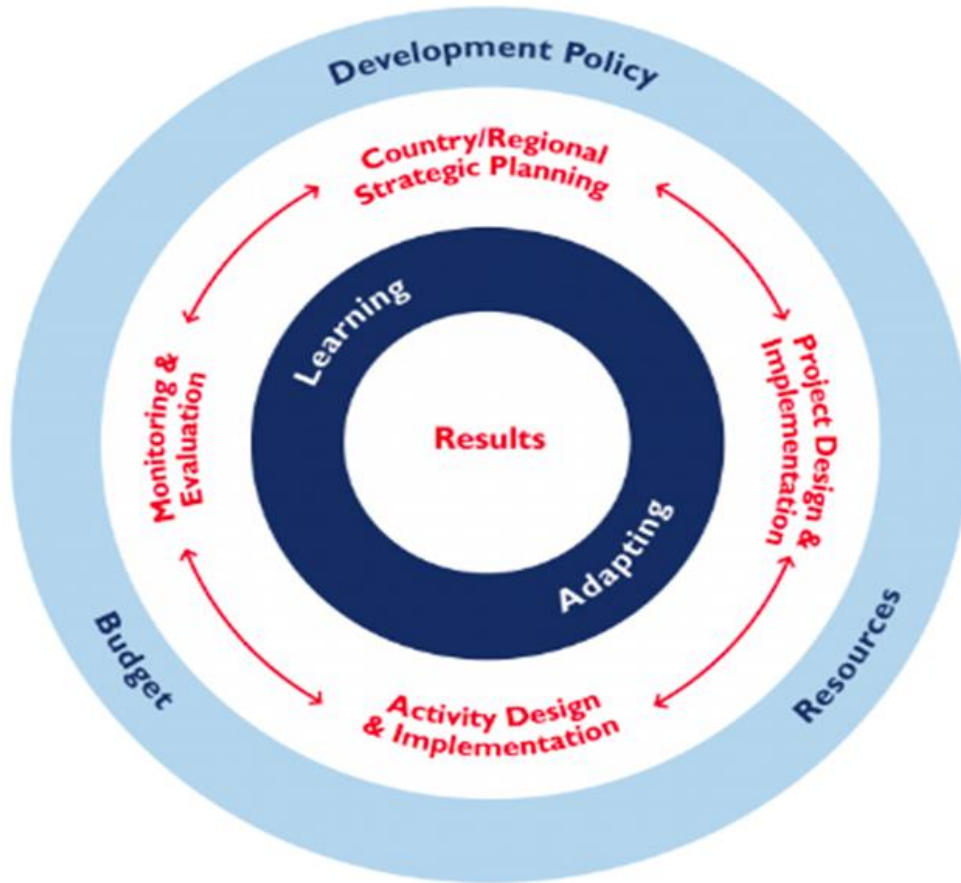 Development Policy
Country/Regional
Strategic Planning
Learning
Monitoring &
Evaluation
Results
Project Design &
Implementation
Adapting
Budget
Resources
Activity Design
& Implementation